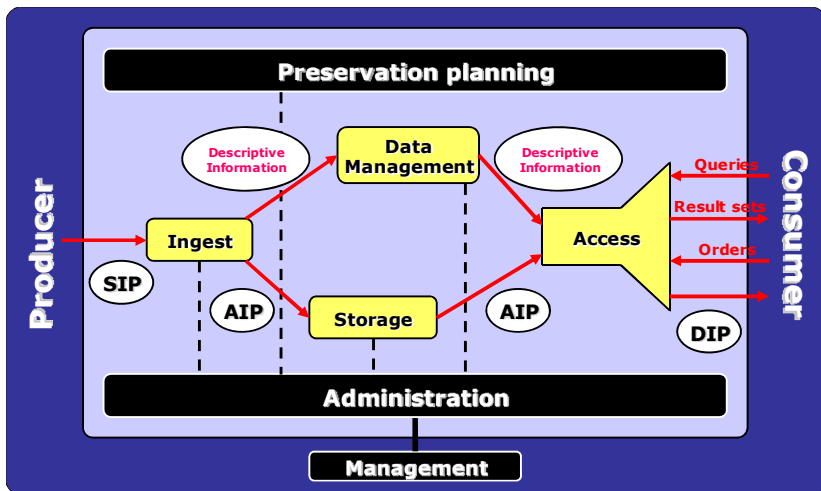 Preservation planning
Descriptive
Information
Data
Management
Descriptive
Information
Queries
Producer
Consumer
Result sets
Ingest
Access
Orders
SIP
AIP
Storage
AIP
DIP
Administration
Management